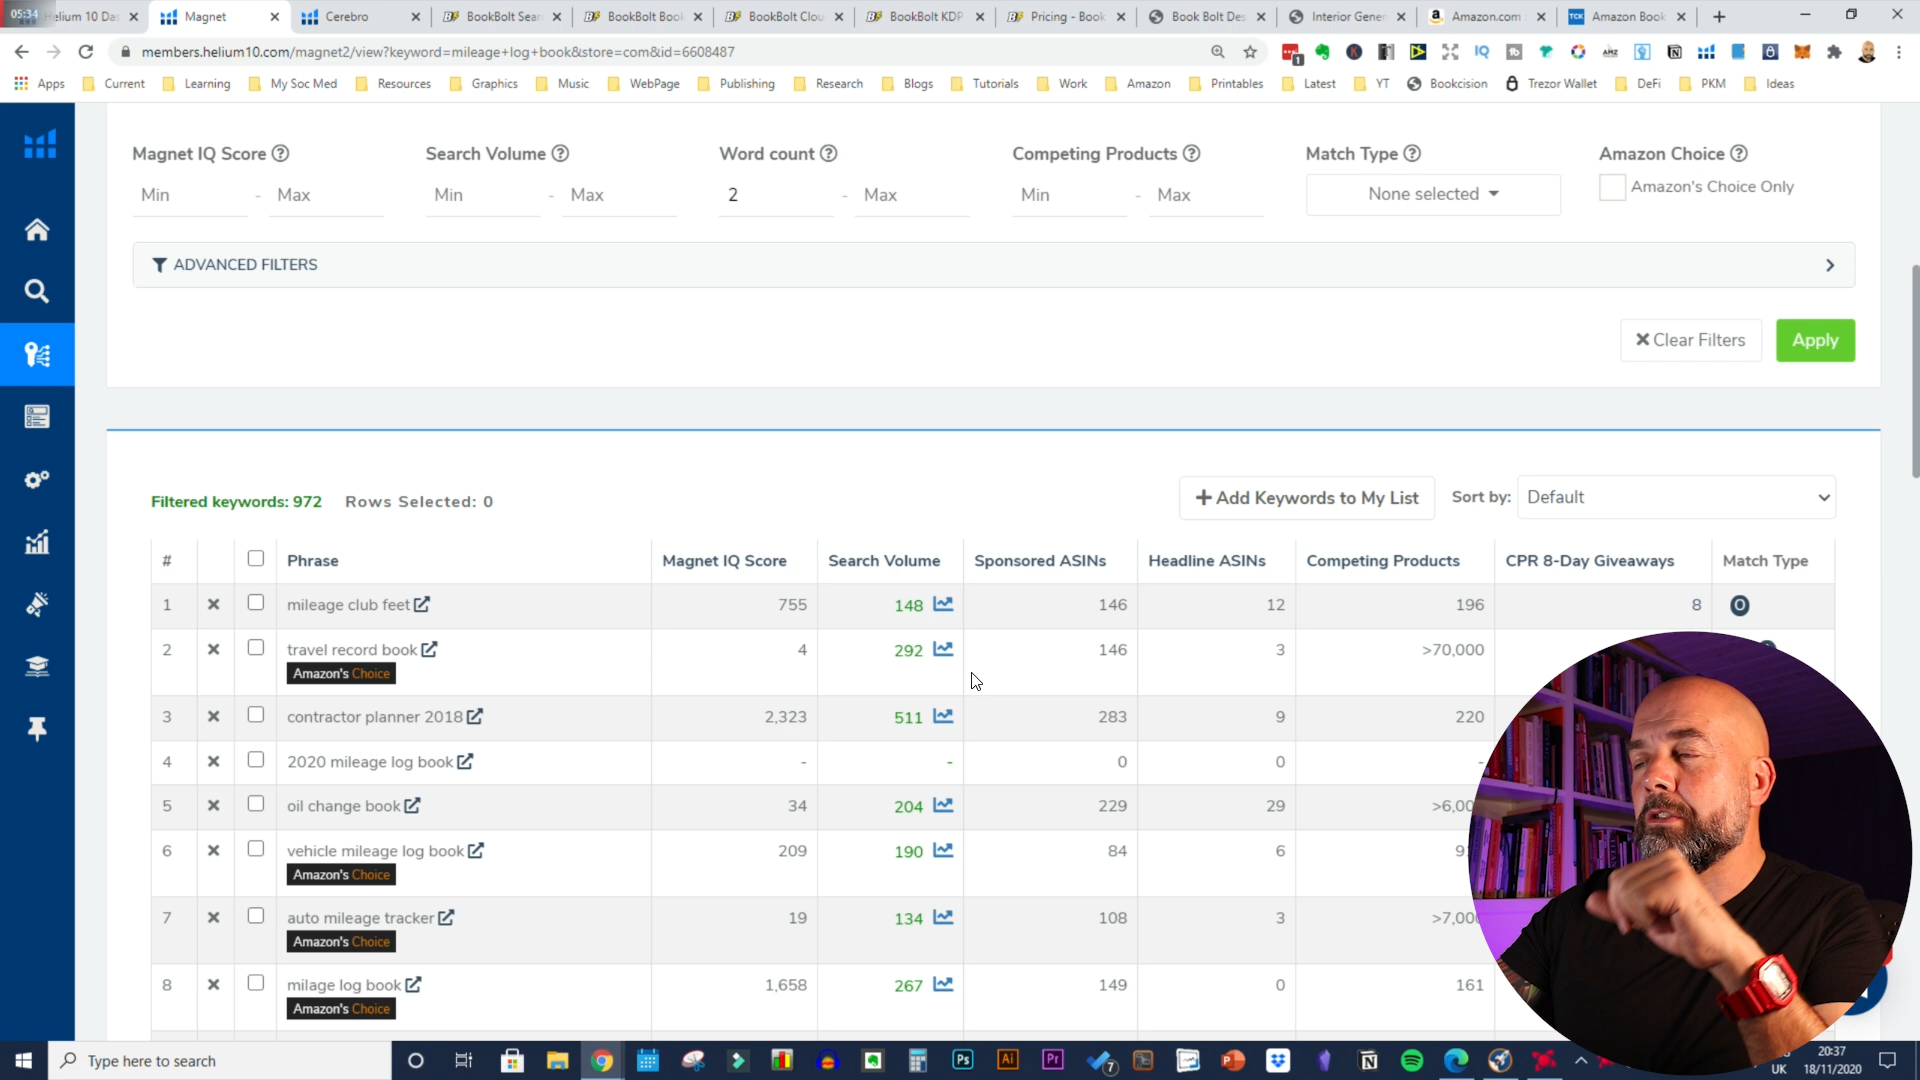 05:34 Helium 10 Das
Magnet
Cerebro
BookBolt Sear
BookBolt Bool
BookBolt Clou
BookBolt KDP
Pricing - Book
Book Bolt Des
Interior Gener
Amazon.com
Amazon Book
members.helium10.com/magnet2/view?keyword=mileage+log+book&store=com&id=6608487
Apps
Current
Learning
My Soc Med
Resources
Graphics
Music
WebPage
Publishing
Research
Blogs
Tutorials
Work
Amazon
Printables
Latest
YT
Bookcision
Trezor Wallet
DeFi
PKM
Ideas
Magnet IQ Score
Search Volume
Word count
Competing Products
Match Type
Amazon Choice
Min - Max
Min - Max
2 - Max
Min - Max
None selected
Amazon's Choice Only
ADVANCED FILTERS
Clear Filters
Apply
Filtered keywords: 972 Rows Selected: 0
+ Add Keywords to My List
Sort by: Default
# Phrase Magnet IQ Score Search Volume Sponsored ASINs Headline ASINs Competing Products CPR 8-Day Giveaways Match Type
1 mileage club feet 755 148 146 12 196 8 O
2 travel record book 4 292 146 3 >70,000
Amazon's Choice
3 contractor planner 2018 2,323 511 283 9 220
4 2020 mileage log book - - 0 0 -
5 oil change book 34 204 229 29 >6,00
6 vehicle mileage log book 209 190 84 6 9
Amazon's Choice
7 auto mileage tracker 19 134 108 3 >7,00
Amazon's Choice
8 milage log book 1,658 267 149 0 161
Amazon's Choice
Type here to search
UK
20:37
18/11/2020